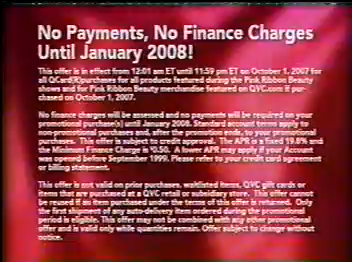 No Payments, No Finance Charges
Until January 2008!
This offer is in effect from 12:01 am ET until 11:59 pm ET on October 1, 2007 for
all QCard(R)purchases for all products featured during the Pink Ribbon Beauty
shows and for Pink Ribbon Beauty merchandise featured on QVC.com if pur-
chased on October 1, 2007.
No finance charges will be assessed and no payments will be required on your
promotional purchase(s) until January 2008. Standard account terms apply to
non-promotional purchases and, after the promotion ends, to your promotional
purchases. This offer is subject to credit approval. The APR is a fixed 19.8% and
the Minimum Finance Charge is $.50. A lower APR may apply if your Account
was opened before September 1999. Please refer to your credit card agreement
or billing statement.
This offer is not valid on prior purchases, waitlisted items, QVC gift cards or
items that are purchased at a QVC retail or subsidiary store. This offer cannot
be reused if an item purchased under the terms of this offer is returned. Only
the first shipment of any auto-delivery item ordered during the promotional
period is eligible. This offer may not be combined with any other promotional
offer and is valid only while quantities remain. Offer subject to change without
notice.